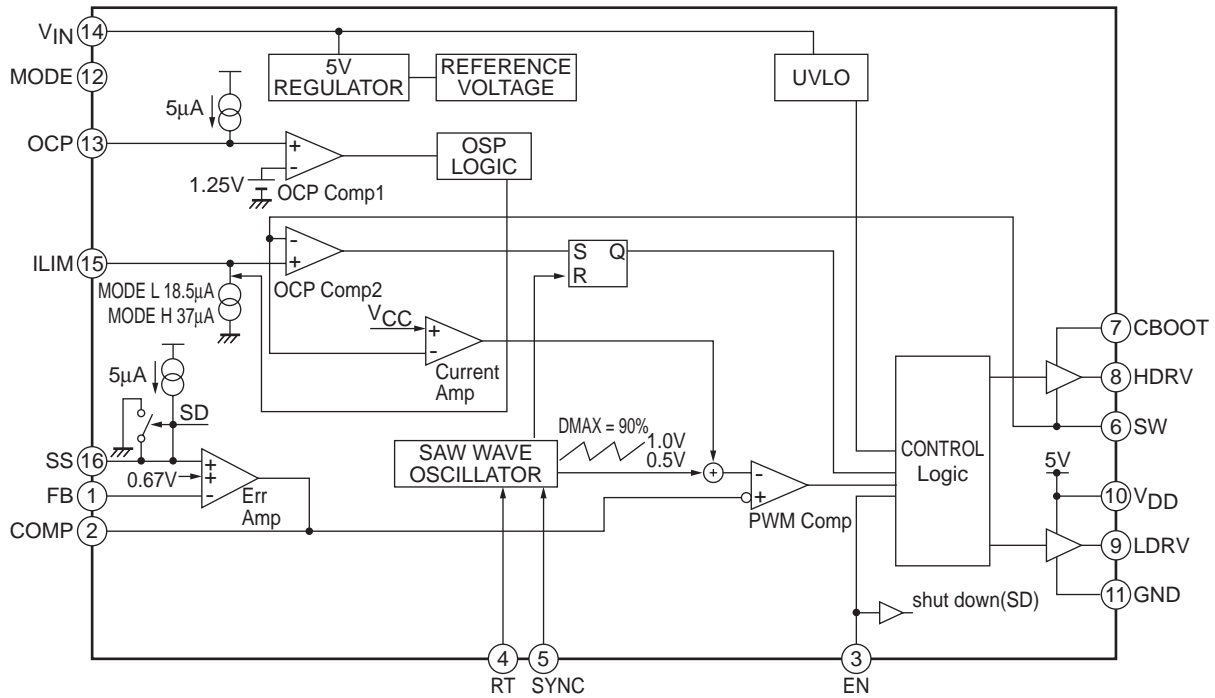 VIN 14
MODE 12
5V
REGULATOR
REFERENCE
VOLTAGE
UVLO
5μA
OCP 13
+
-
1.25V
OCP Comp1
OSP
LOGIC
ILIM 15
-
+
OCP Comp2
MODE L 18.5μA
MODE H 37μA
S Q
R
VCC
+
-
Current
Amp
7 CBOOT
8 HDRV
6 SW
5μA
SD
SS 16
0.67V
FB 1
COMP 2
+
+
-
Err
Amp
SAW WAVE
OSCILLATOR
DMAX = 90%
1.0V
0.5V
+
-
+
PWM Comp
CONTROL
Logic
5V
10 VDD
9 LDRV
11 GND
shut down(SD)
4
RT
5
SYNC
3
EN